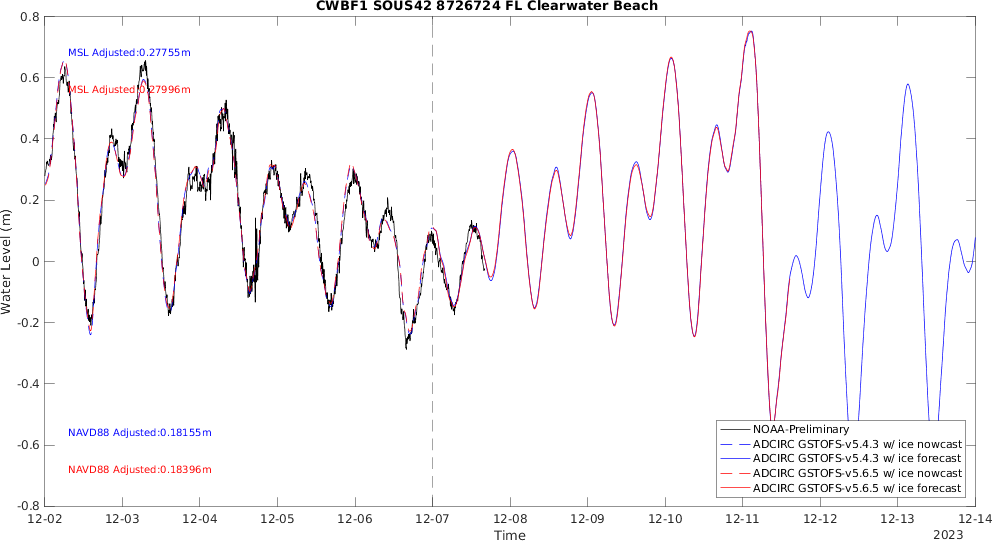 CWBF1 SOUS42 8726724 FL Clearwater Beach
0.8
0.6
0.4
0.2
0
-0.2
-0.4
-0.6
-0.8
Water Level (m)
MSL Adjusted:0.27755m
MSL Adjusted:0.27996m
NAVD88 Adjusted:0.18155m
NAVD88 Adjusted:0.18396m
NOAA-Preliminary
ADCIRC GSTOFS-v5.4.3 w/ ice nowcast
ADCIRC GSTOFS-v5.4.3 w/ ice forecast
ADCIRC GSTOFS-v5.6.5 w/ ice nowcast
ADCIRC GSTOFS-v5.6.5 w/ ice forecast
12-02 12-03 12-04 12-05 12-06 12-07 12-08 12-09 12-10 12-11 12-12 12-13 12-14
Time
2023